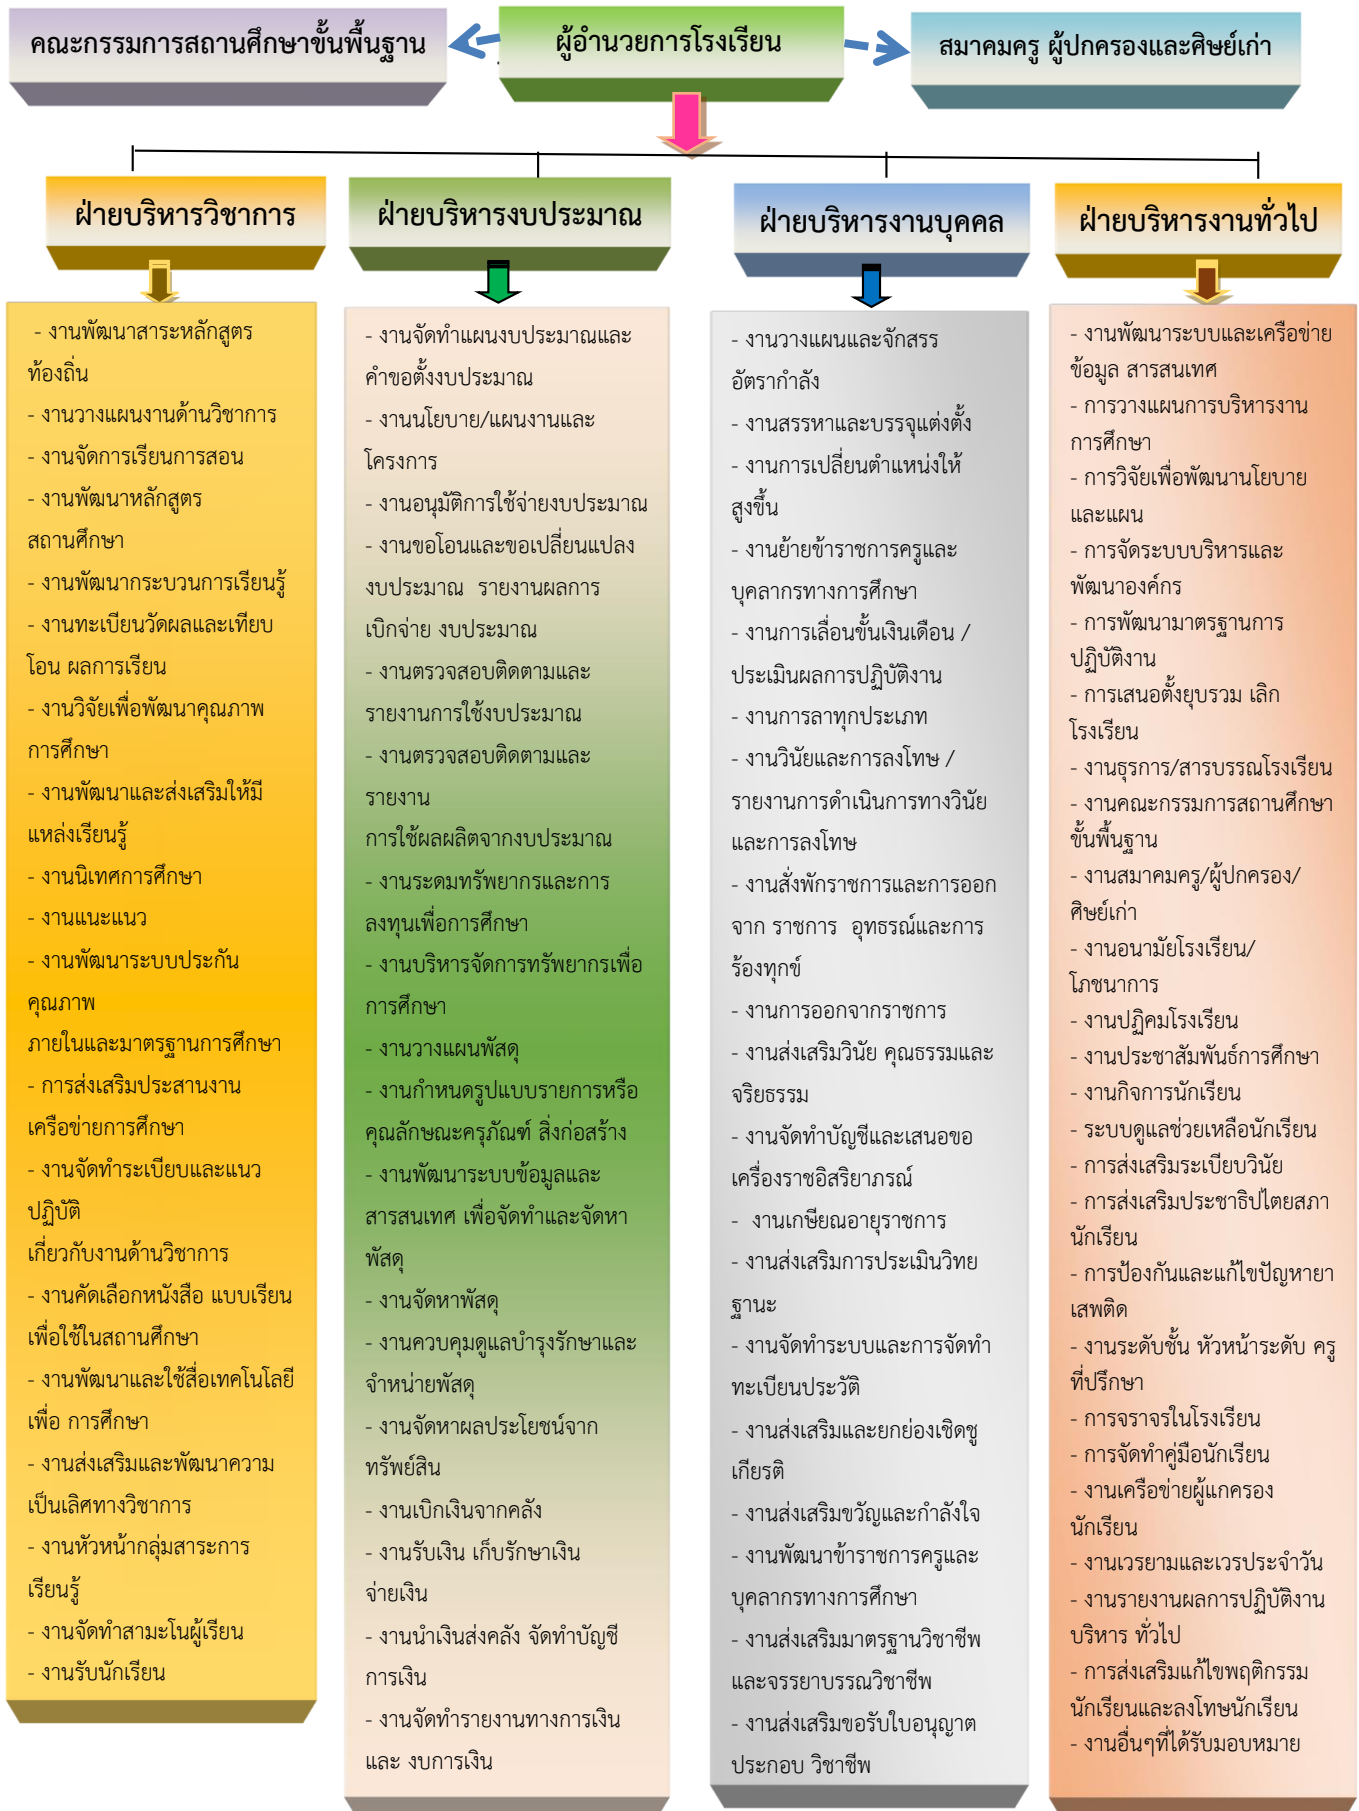 คณะกรรมการสถานศึกษาขั้นพื้นฐาน
ผู้อำนวยการโรงเรียน
สมาคมครู ผู้ปกครองและศิษย์เก่า
ฝ่ายบริหารวิชาการ
- งานพัฒนาสาระหลักสูตร
ท้องถิ่น
- งานวางแผนงานด้านวิชาการ
- งานจัดการเรียนการสอน
- งานพัฒนาหลักสูตร
สถานศึกษา
- งานพัฒนากระบวนการเรียนรู้
- งานทะเบียนวัดผลและเทียบ
โอน ผลการเรียน
- งานวิจัยเพื่อพัฒนาคุณภาพ
การศึกษา
- งานพัฒนาและส่งเสริมให้มี
แหล่งเรียนรู้
- งานนิเทศการศึกษา
- งานแนะแนว
- งานพัฒนาระบบประกัน
คุณภาพ
ภายในและมาตรฐานการศึกษา
- การส่งเสริมประสานงาน
เครือข่ายการศึกษา
- งานจัดทำระเบียบและแนว
ปฏิบัติ
เกี่ยวกับงานด้านวิชาการ
- งานคัดเลือกหนังสือ แบบเรียน
เพื่อใช้ในสถานศึกษา
- งานพัฒนาและใช้สื่อเทคโนโลยี
เพื่อ การศึกษา
- งานส่งเสริมและพัฒนาความ
เป็นเลิศทางวิชาการ
- งานหัวหน้ากลุ่มสาระการ
เรียนรู้
- งานจัดทำสามะโนผู้เรียน
- งานรับนักเรียน
ฝ่ายบริหารงบประมาณ
- งานจัดทำแผนงบประมาณและ
คำขอตั้งงบประมาณ
- งานนโยบาย/แผนงานและ
โครงการ
- งานอนุมัติการใช้จ่ายงบประมาณ
- งานขอโอนและขอเปลี่ยนแปลง
งบประมาณ รายงานผลการ
เบิกจ่าย งบประมาณ
- งานตรวจสอบติดตามและ
รายงานการใช้งบประมาณ
- งานตรวจสอบติดตามและ
รายงาน
การใช้ผลผลิตจากงบประมาณ
- งานระดมทรัพยากรและการ
ลงทุนเพื่อการศึกษา
- งานบริหารจัดการทรัพยากรเพื่อ
การศึกษา
- งานวางแผนพัสดุ
- งานกำหนดรูปแบบรายการหรือ
คุณลักษณะครุภัณฑ์ สิ่งก่อสร้าง
- งานพัฒนาระบบข้อมูลและ
สารสนเทศ เพื่อจัดทำและจัดหา
พัสดุ
- งานจัดหาพัสดุ
- งานควบคุมดูแลบำรุงรักษาและ
จำหน่ายพัสดุ
- งานจัดหาผลประโยชน์จาก
ทรัพย์สิน
- งานเบิกเงินจากคลัง
- งานรับเงิน เก็บรักษาเงิน
จ่ายเงิน
- งานนำเงินส่งคลัง จัดทำบัญชี
การเงิน
- งานจัดทำรายงานทางการเงิน
และ งบการเงิน
ฝ่ายบริหารงานบุคคล
- งานวางแผนและจักสรร
อัตรากำลัง
- งานสรรหาและบรรจุแต่งตั้ง
- งานการเปลี่ยนตำแหน่งให้
สูงขึ้น
- งานย้ายข้าราชการครูและ
บุคลากรทางการศึกษา
- งานการเลื่อนขั้นเงินเดือน /
ประเมินผลการปฏิบัติงาน
- งานการลาทุกประเภท
- งานวินัยและการลงโทษ /
รายงานการดำเนินการทางวินัย
และการลงโทษ
- งานสั่งพักราชการและการออก
จาก ราชการ อุทธรณ์และการ
ร้องทุกข์
- งานการออกจากราชการ
- งานส่งเสริมวินัย คุณธรรมและ
จริยธรรม
- งานจัดทำบัญชีและเสนอขอ
เครื่องราชอิสริยาภรณ์
- งานเกษียณอายุราชการ
- งานส่งเสริมการประเมินวิทย
ฐานะ
- งานจัดทำระบบและการจัดทำ
ทะเบียนประวัติ
- งานส่งเสริมและยกย่องเชิดชู
เกียรติ
- งานส่งเสริมขวัญและกำลังใจ
- งานพัฒนาข้าราชการครูและ
บุคลากรทางการศึกษา
- งานส่งเสริมมาตรฐานวิชาชีพ
และจรรยาบรรณวิชาชีพ
- งานส่งเสริมขอรับใบอนุญาต
ประกอบ วิชาชีพ
ฝ่ายบริหารงานทั่วไป
- งานพัฒนาระบบและเครือข่าย
ข้อมูล สารสนเทศ
- การวางแผนการบริหารงาน
การศึกษา
- การวิจัยเพื่อพัฒนานโยบาย
และแผน
- การจัดระบบบริหารและ
พัฒนาองค์กร
- การพัฒนามาตรฐานการ
ปฏิบัติงาน
- การเสนอตั้งยุบรวม เลิก
โรงเรียน
- งานธุรการ/สารบรรณโรงเรียน
- งานคณะกรรมการสถานศึกษา
ขั้นพื้นฐาน
- งานสมาคมครู/ผู้ปกครอง/
ศิษย์เก่า
- งานอนามัยโรงเรียน/
โภชนาการ
- งานปฏิคมโรงเรียน
- งานประชาสัมพันธ์การศึกษา
- งานกิจการนักเรียน
- ระบบดูแลช่วยเหลือนักเรียน
- การส่งเสริมระเบียบวินัย
- การส่งเสริมประชาธิปไตยสภา
นักเรียน
- การป้องกันและแก้ไขปัญหายา
เสพติด
- งานระดับชั้น หัวหน้าระดับ ครู
ที่ปรึกษา
- การจราจรในโรงเรียน
- การจัดทำคู่มือนักเรียน
- งานเครือข่ายผู้แกครอง
นักเรียน
- งานเวรยามและเวรประจำวัน
- งานรายงานผลการปฏิบัติงาน
บริหาร ทั่วไป
- การส่งเสริมแก้ไขพฤติกรรม
นักเรียนและลงโทษนักเรียน
- งานอื่นๆที่ได้รับมอบหมาย